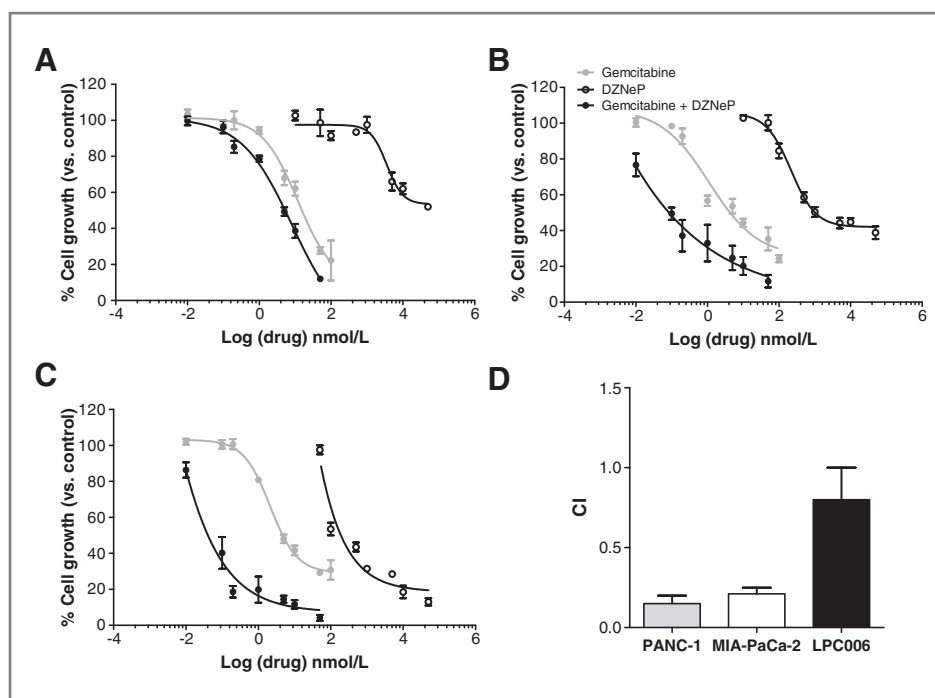 A
B
120
100
80
60
40
20
0
% Cell growth (vs. control)
-4 -2 0 2 4 6
Log (drug) nmol/L
Gemcitabine
DZNeP
Gemcitabine + DZNeP
120
100
80
60
40
20
0
% Cell growth (vs. control)
-4 -2 0 2 4 6
Log (drug) nmol/L
C
D
120
100
80
60
40
20
0
% Cell growth (vs. control)
-4 -2 0 2 4 6
Log (drug) nmol/L
1.5
1.0
0.5
0.0
CI
PANC-1 MIA-PaCa-2 LPC006